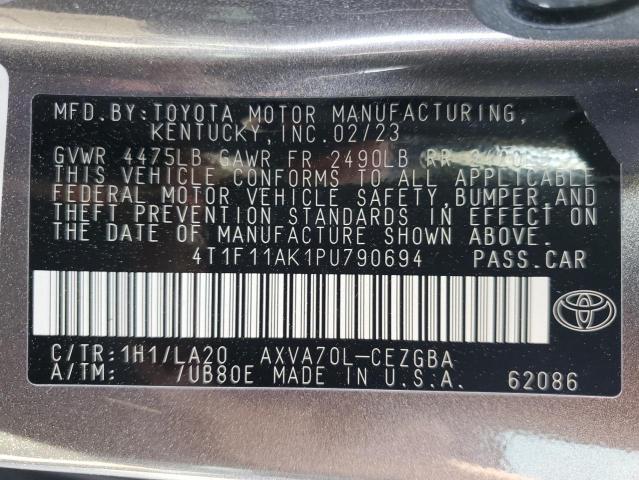 MFD.BY:TOYOTA MOTOR MANUFACTURING,
KENTUCKY, INC.02/23
GVWR 4475LB GAWR FR 2490LB RR
THIS VEHICLE CONFORMS TO ALL APPLICABLE
FEDERAL MOTOR VEHICLE SAFETY, BUMPER, AND
THEFT PREVENTION STANDARDS IN EFFECT ON
THE DATE OF MANUFACTURE SHOWN ABOVE.
4T1F11AK1PU790694 PASS.CAR
C/TR:1H1/LA20 AXVA70L-CEZGBA
A/TM: /UB80E MADE IN U.S.A. 62086